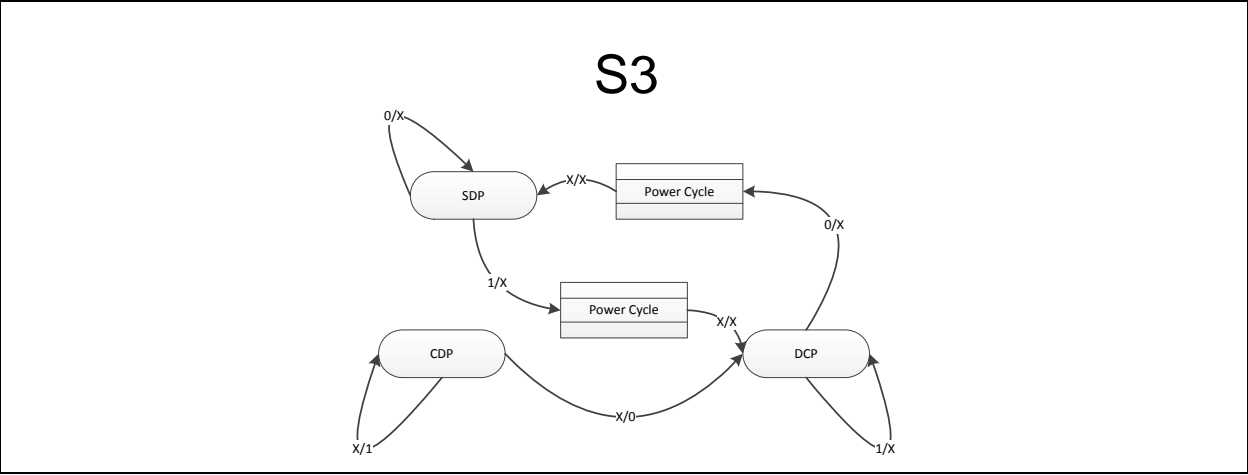 S3
0/X
SDP
X/X
Power Cycle
0/X
1/X
Power Cycle
X/X
CDP
DCP
X/0
X/1
1/X